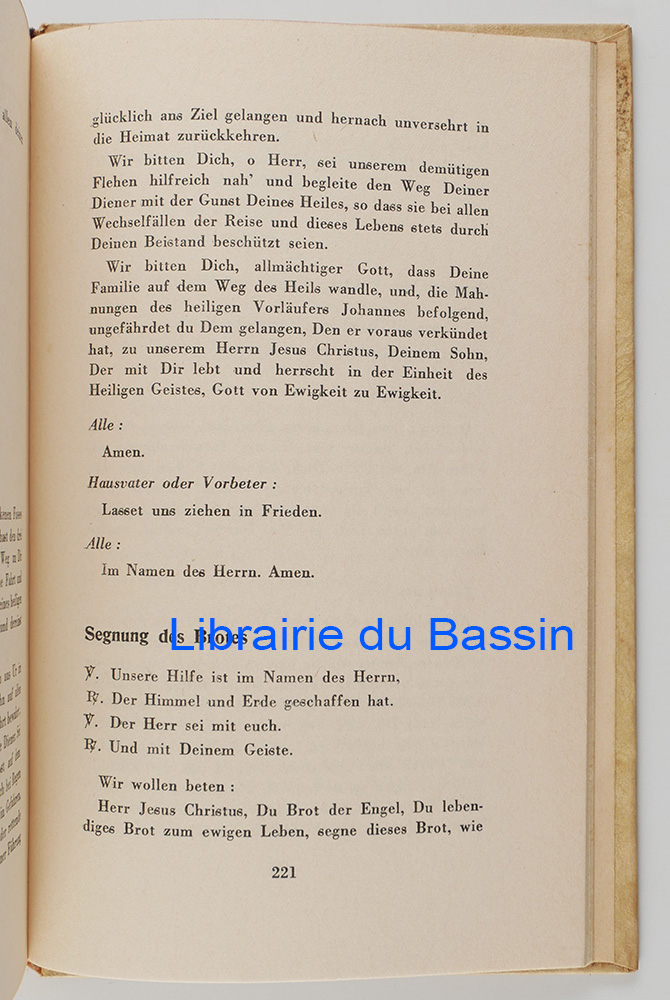 allen deiner
glücklich ans Ziel gelangen und hernach unversehrt in
die Heimat zurückkehren.
Wir bitten Dich, o Herr, sei unserem demütigen
Flehen hilfreich nah' und begleite den Weg Deiner
Diener mit der Gunst Deines Heiles, so dass sie bei allen
Wechselfällen der Reise und dieses Lebens stets durch
Deinen Beistand beschützt seien.
Wir bitten Dich, allmächtiger Gott, dass Deine
Familie auf dem Weg des Heils wandle, und, die Mah-
nungen des heiligen Vorläufers Johannes befolgend,
ungefährdet du Dem gelangen, Den er voraus verkündet
hat, zu unserem Herrn Jesus Christus, Deinem Sohn,
Der mit Dir lebt und herrscht in der Einheit des
Heiligen Geistes, Gott von Ewigkeit zu Ewigkeit.
Alle :
Amen.
Hausvater oder Vorbeter :
Lasset uns ziehen in Frieden.
Alle :
Im Namen des Herrn. Amen.
Segnung des Brotes
Librairie du Bassin
℣. Unsere Hilfe ist im Namen des Herrn,
℟. Der Himmel und Erde geschaffen hat.
℣. Der Herr sei mit euch.
℟. Und mit Deinem Geiste.
Wir wollen beten :
Herr Jesus Christus, Du Brot der Engel, Du leben-
diges Brot zum ewigen Leben, segne dieses Brot, wie
221